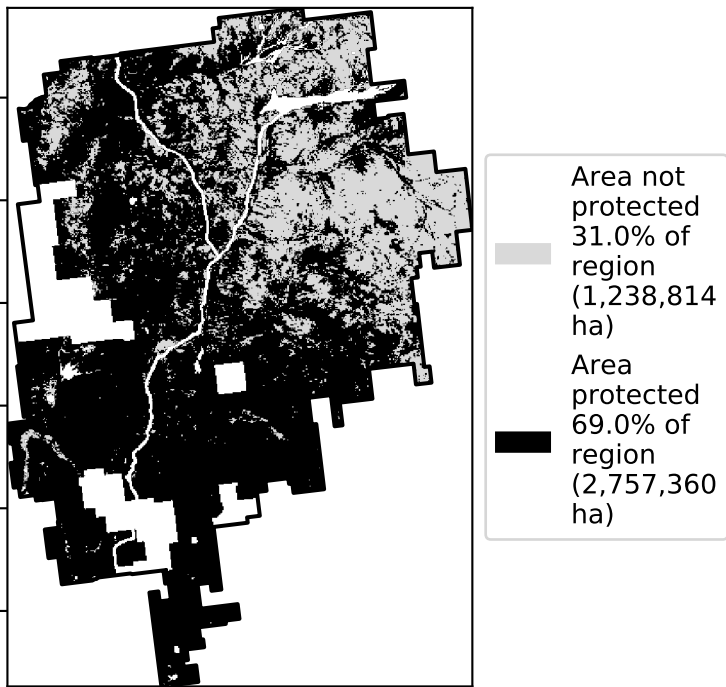 Area not
protected
31.0% of
region
(1,238,814
ha)
Area
protected
69.0% of
region
(2,757,360
ha)